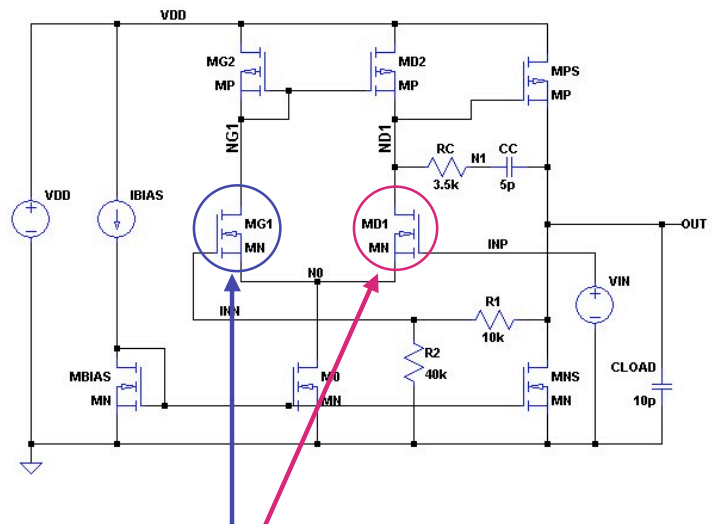 VDD
MG2
MP
MD2
MP
MPS
MP
NG1
ND1
RC
3.5k
N1
CC
5p
VDD
IBIAS
MG1
MN
MD1
MN
OUT
INP
N0
VIN
INN
R1
10k
R2
40k
MBIAS
MN
M0
MN
MNS
MN
CLOAD
10p